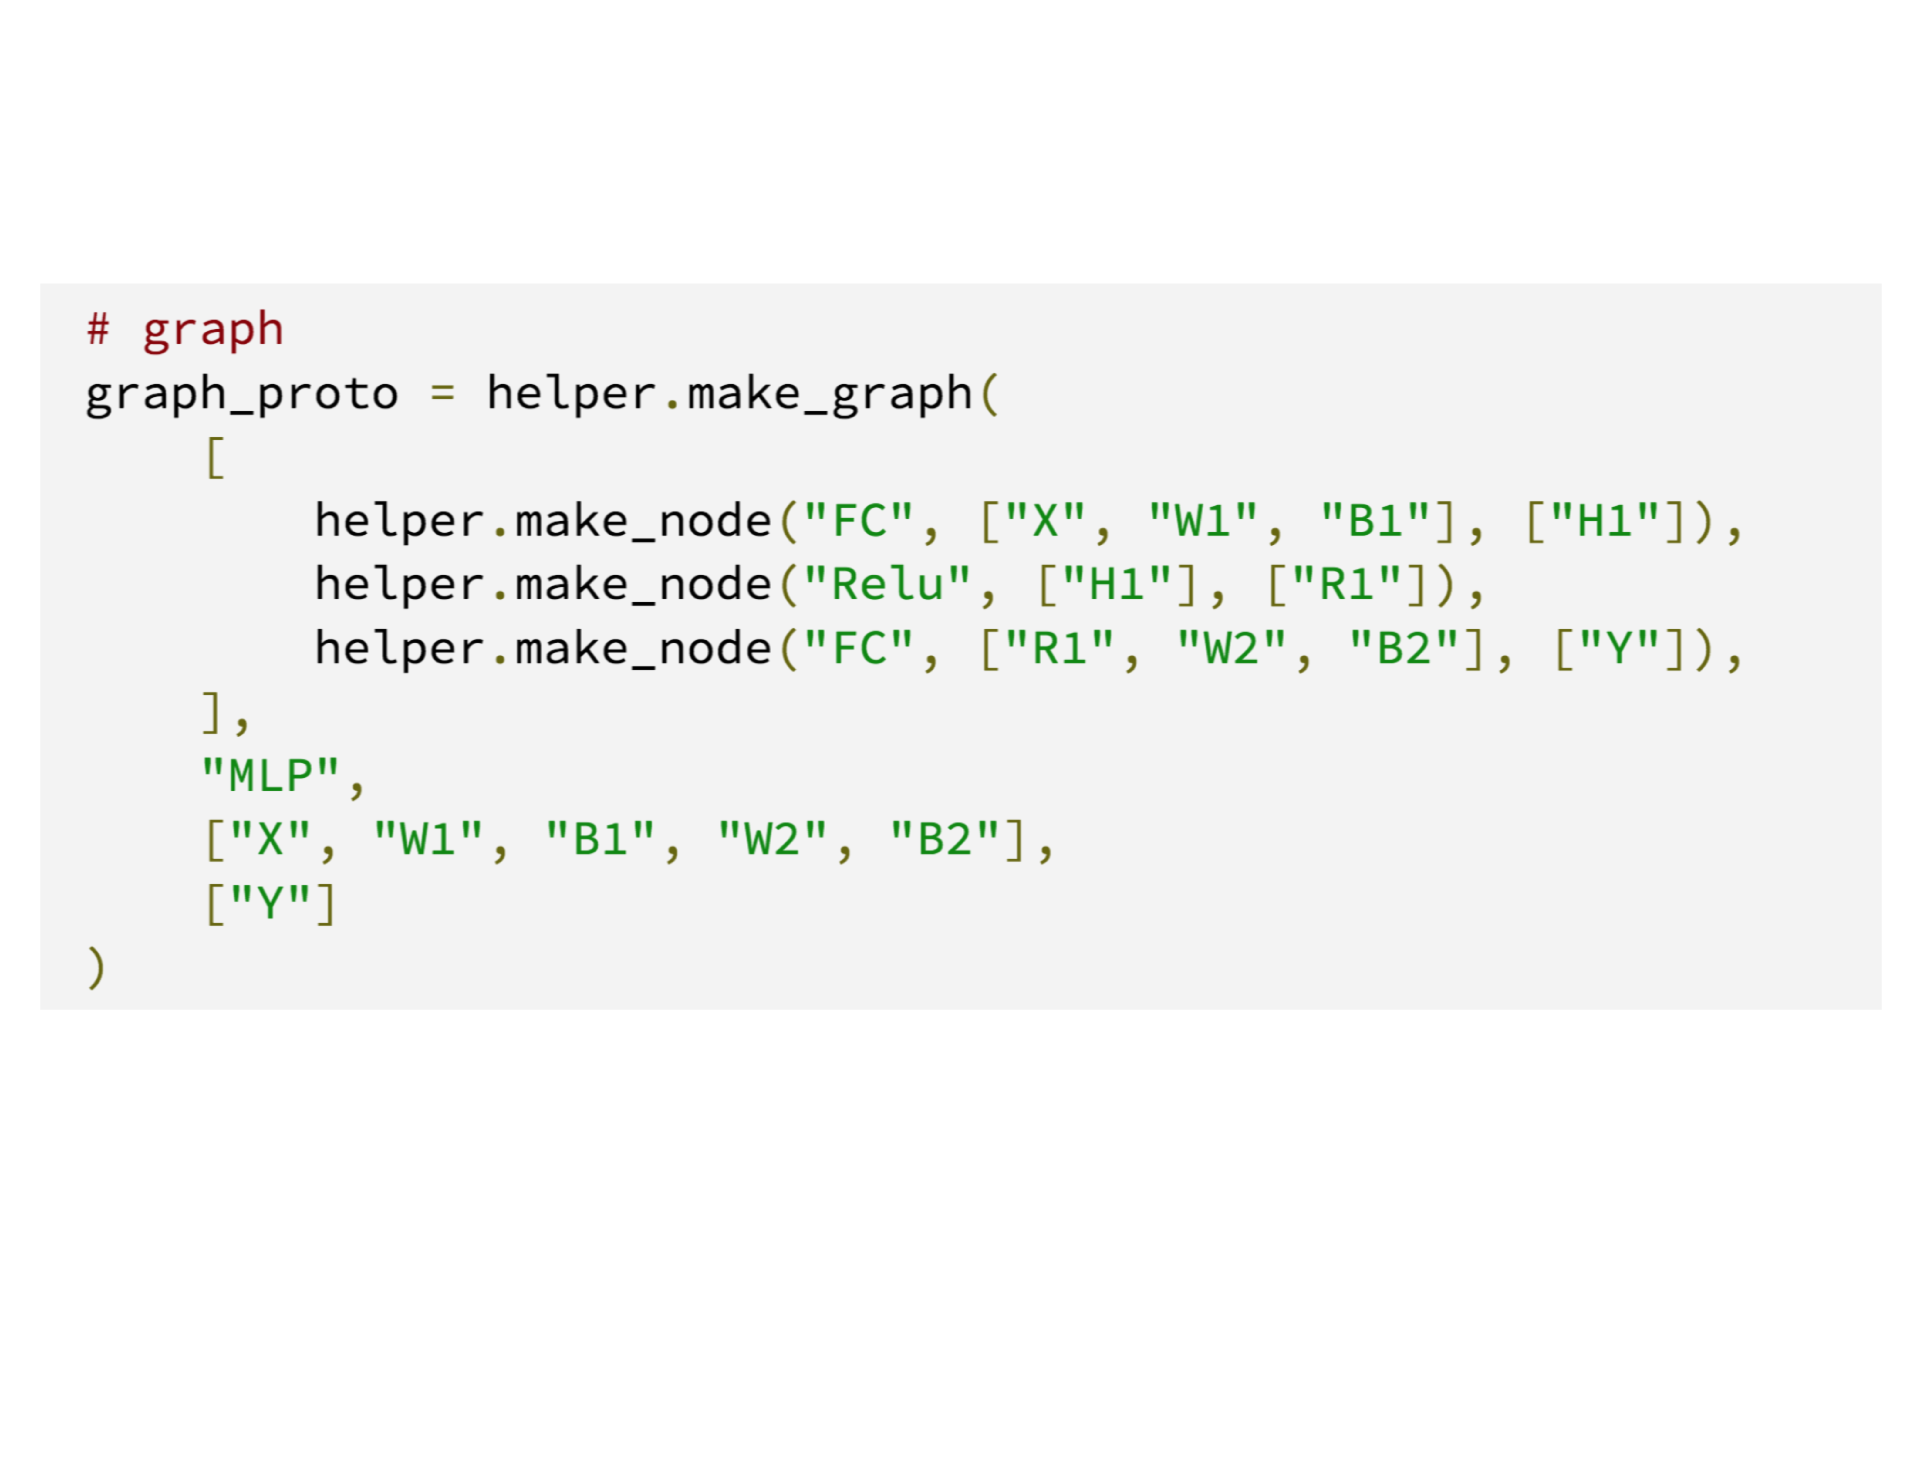 # graph
graph_proto = helper.make_graph(
    [
        helper.make_node("FC", ["X", "W1", "B1"], ["H1"]),
        helper.make_node("Relu", ["H1"], ["R1"]),
        helper.make_node("FC", ["R1", "W2", "B2"], ["Y"]),
    ],
    "MLP",
    ["X", "W1", "B1", "W2", "B2"],
    ["Y"]
)